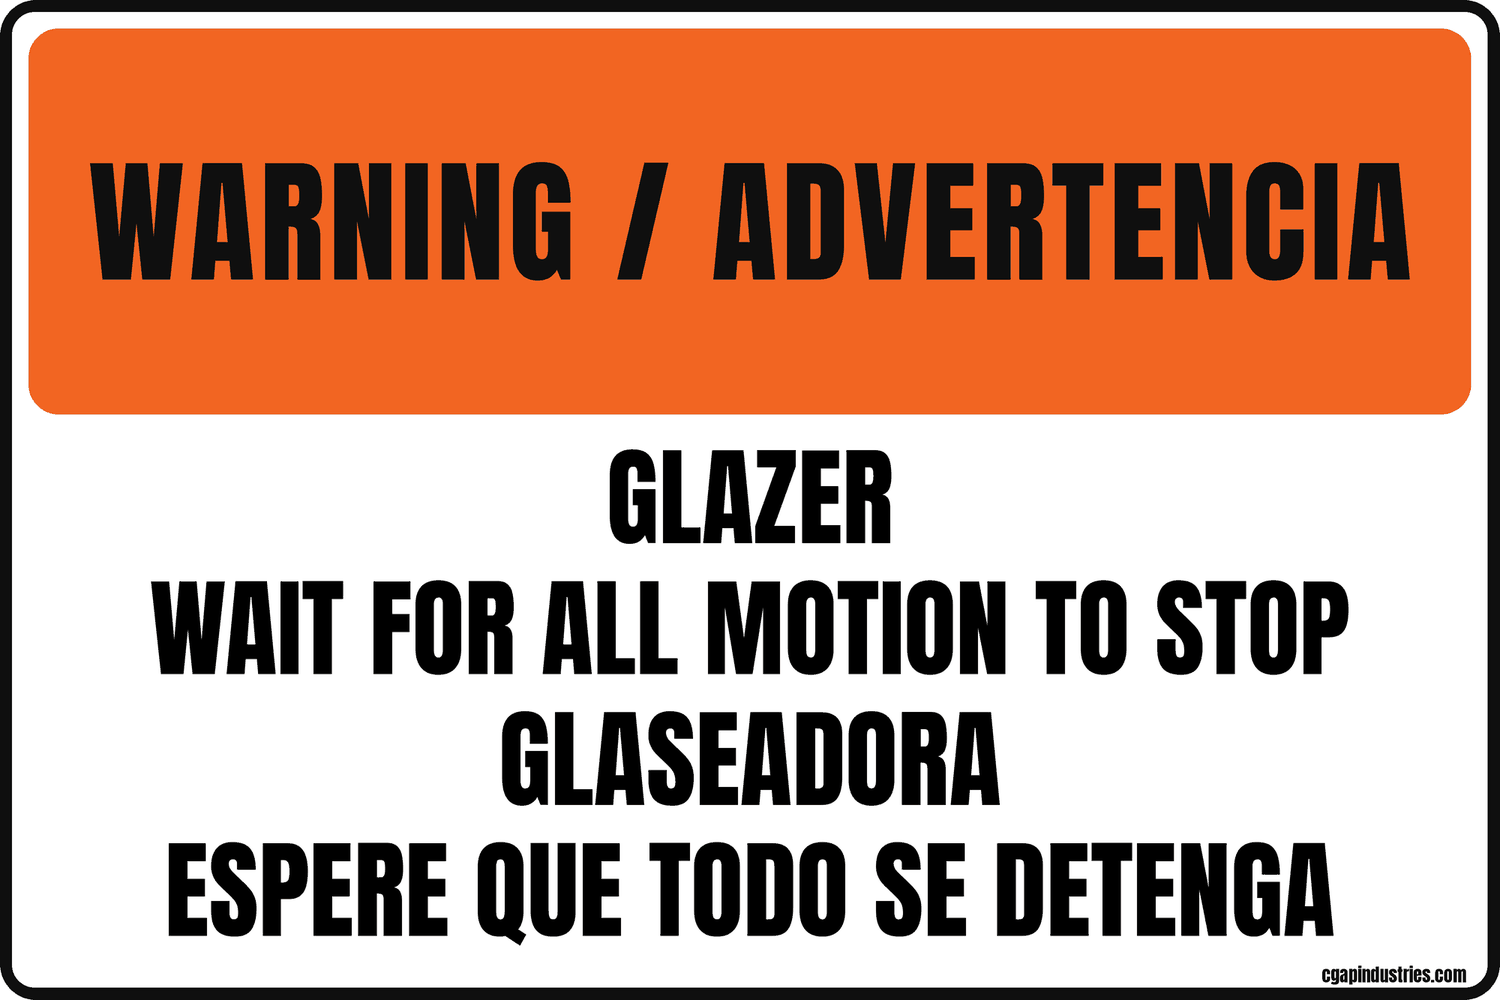 WARNING / ADVERTENCIA
GLAZER
WAIT FOR ALL MOTION TO STOP
GLASEADORA
ESPERE QUE TODO SE DETENGA
cgapindustries.com